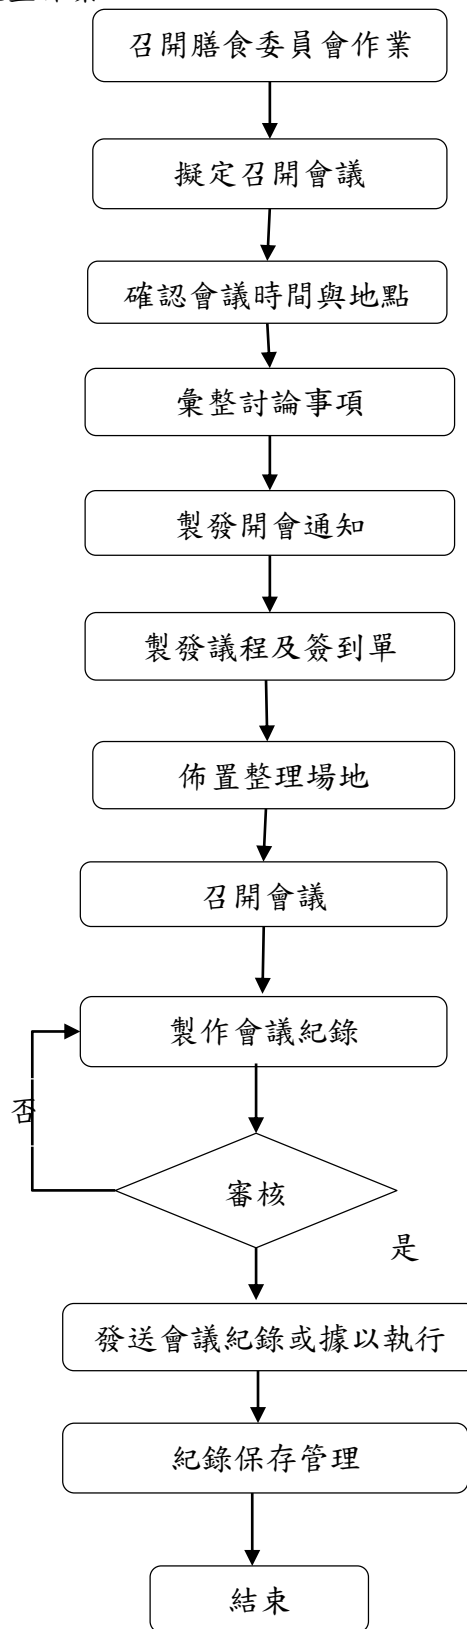 召開膳食委員會作業
擬定召開會議
確認會議時間與地點
彙整討論事項
製發開會通知
製發議程及簽到單
佈置整理場地
召開會議
製作會議紀錄
否
審核
是
發送會議紀錄或據以執行
紀錄保存管理
結束